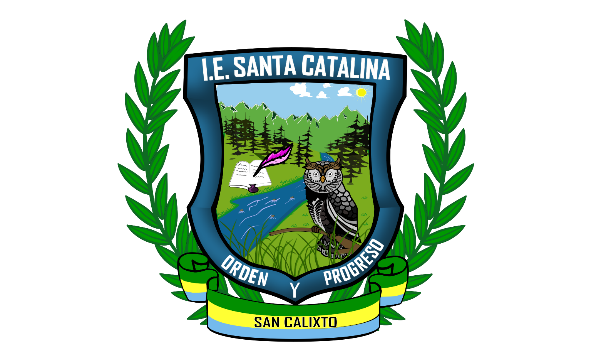 I.E. SANTA CATALINA
ORDEN Y PROGRESO
SAN CALIXTO